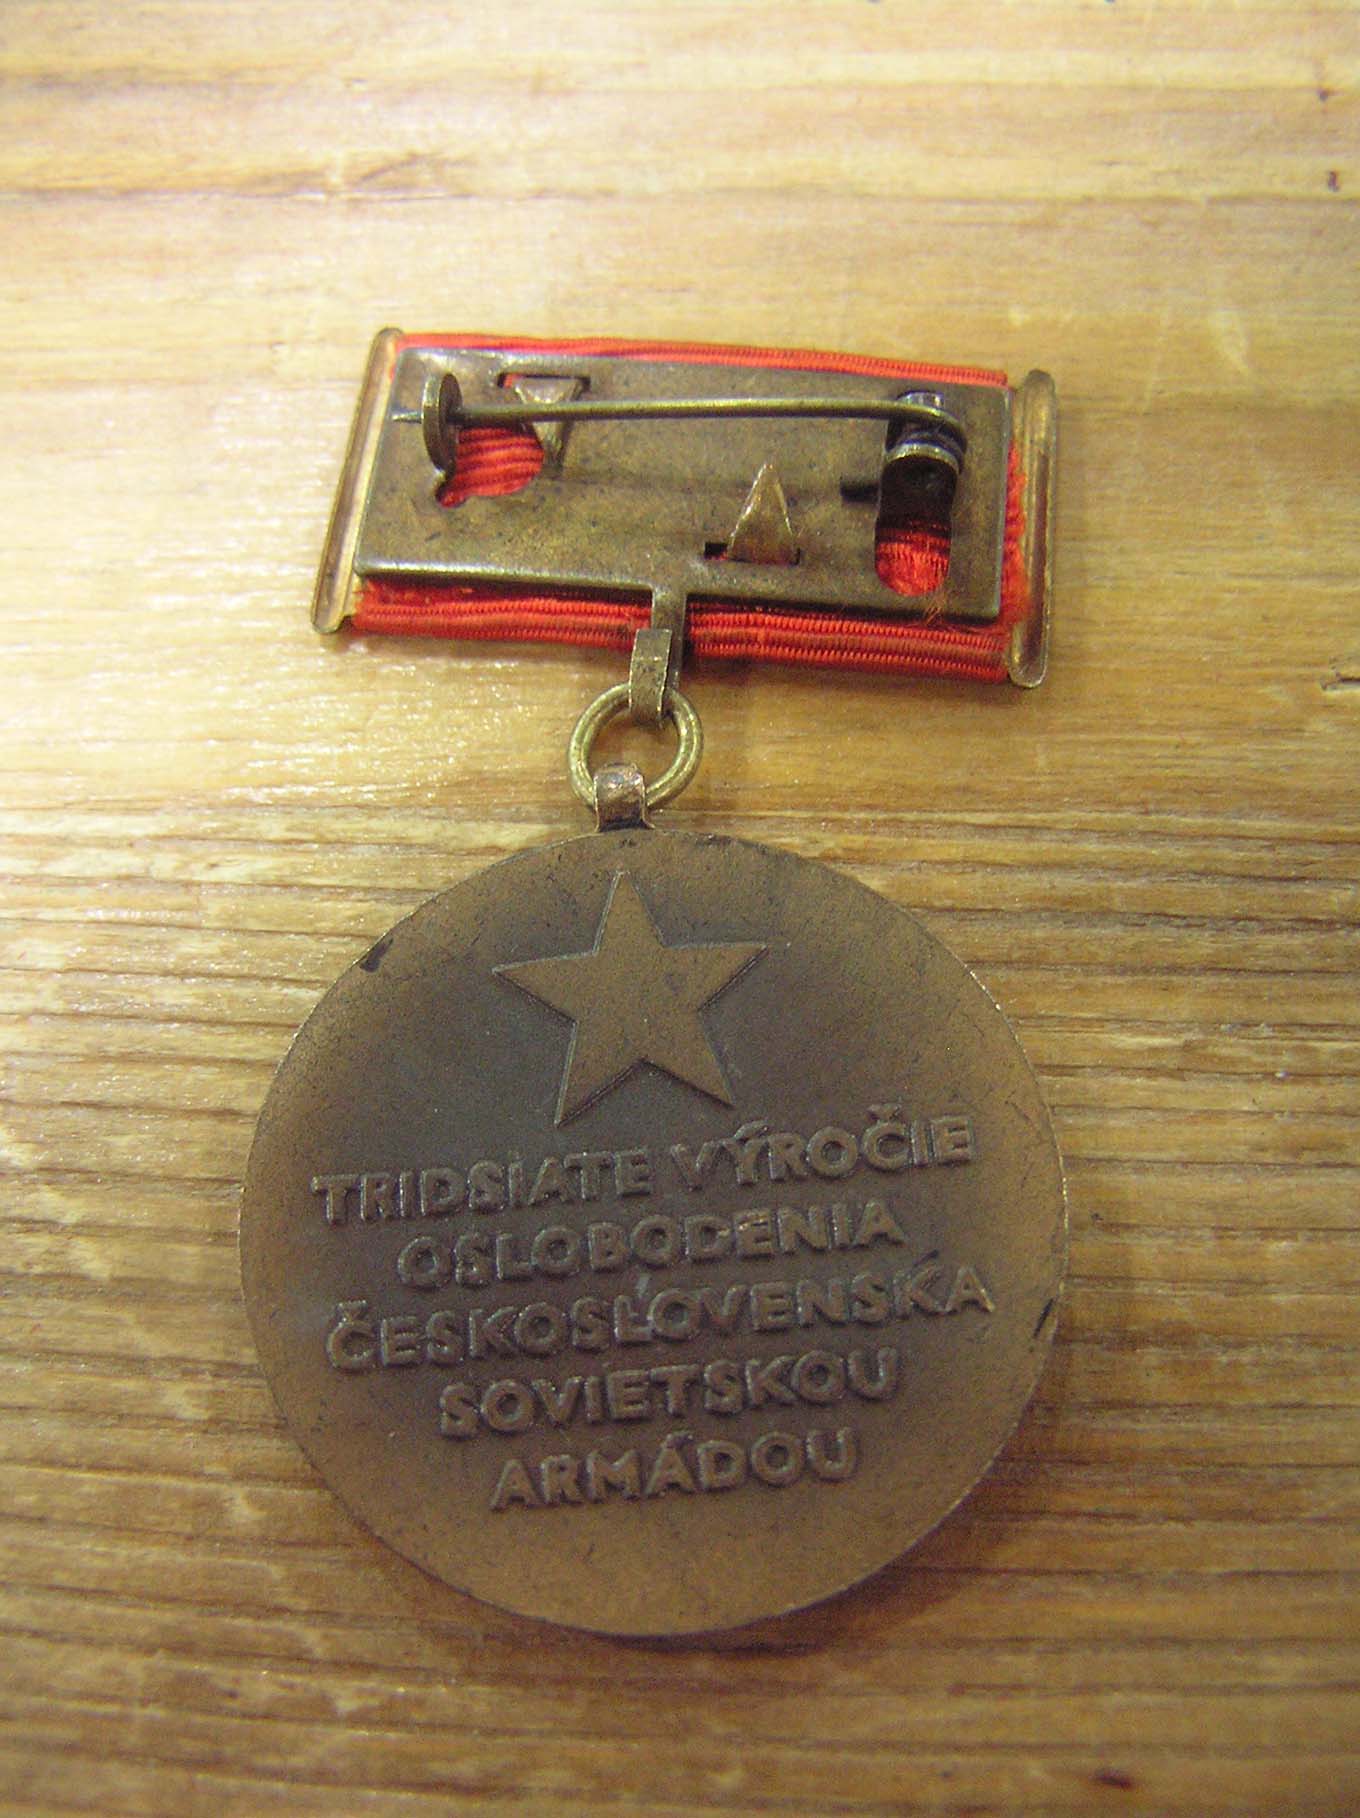 TRIDSIATE VÝROČIE
OSLOBODENIA
ČESKOSLOVENSKA
SOVIETSKOU
ARMÁDOU